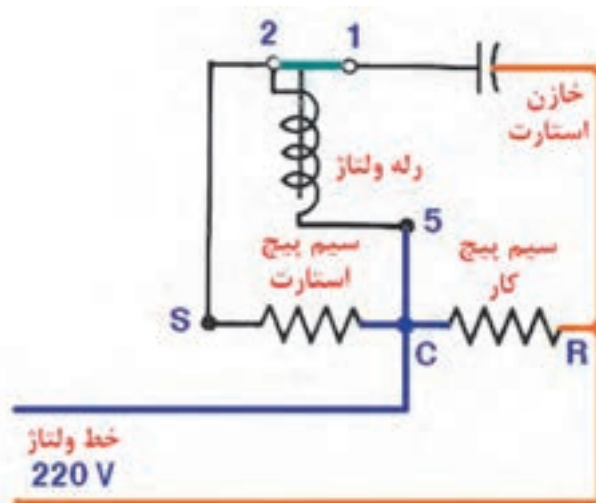 2
1
خازن
استارت
رله ولتاژ
5
سیم پیچ
استارت
سیم پیچ
کار
S
C
R
خط ولتاژ
220 V